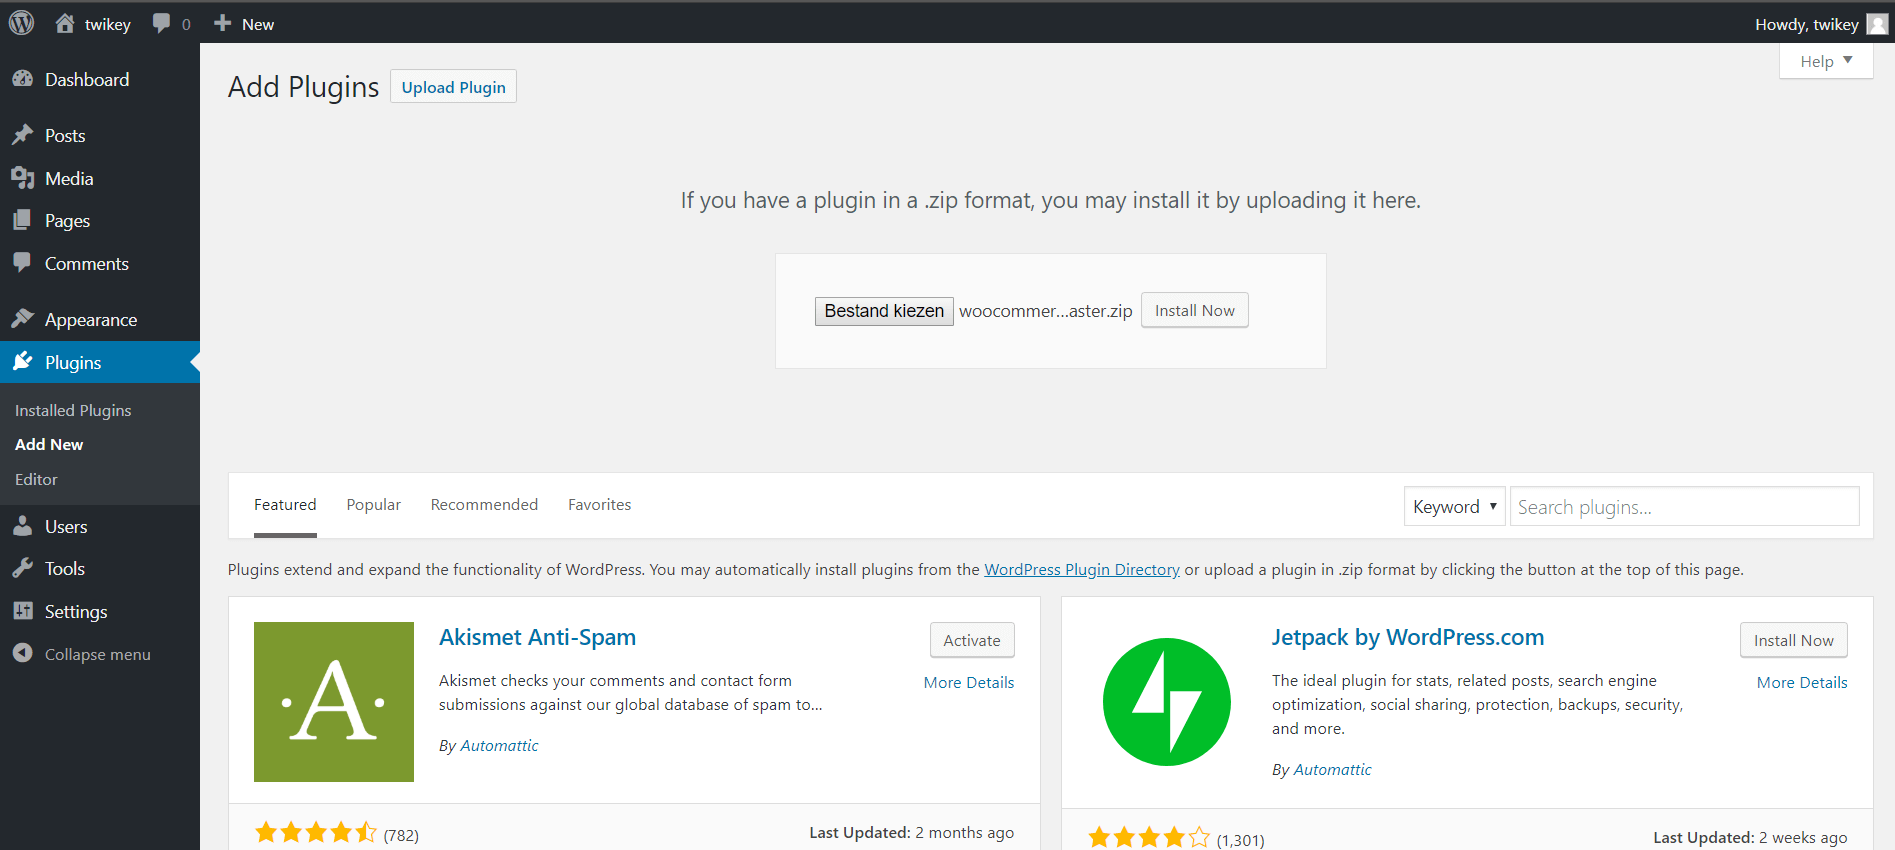 twikey 0 New Howdy, twikey
Dashboard
Posts
Media
Pages
Comments
Appearance
Plugins
Installed Plugins
Add New
Editor
Users
Tools
Settings
Collapse menu
Help ▼
Add Plugins Upload Plugin
If you have a plugin in a .zip format, you may install it by uploading it here.
Bestand kiezen woocommer...aster.zip Install Now
Featured Popular Recommended Favorites Keyword ▼ Search plugins...
Plugins extend and expand the functionality of WordPress. You may automatically install plugins from the WordPress Plugin Directory or upload a plugin in .zip format by clicking the button at the top of this page.
·A·
Akismet Anti-Spam
Activate
More Details
Akismet checks your comments and contact form
submissions against our global database of spam to...
By Automattic
(782)
Last Updated: 2 months ago
Jetpack by WordPress.com
Install Now
More Details
The ideal plugin for stats, related posts, search engine
optimization, social sharing, protection, backups, security,
and more.
By Automattic
(1,301)
Last Updated: 2 weeks ago